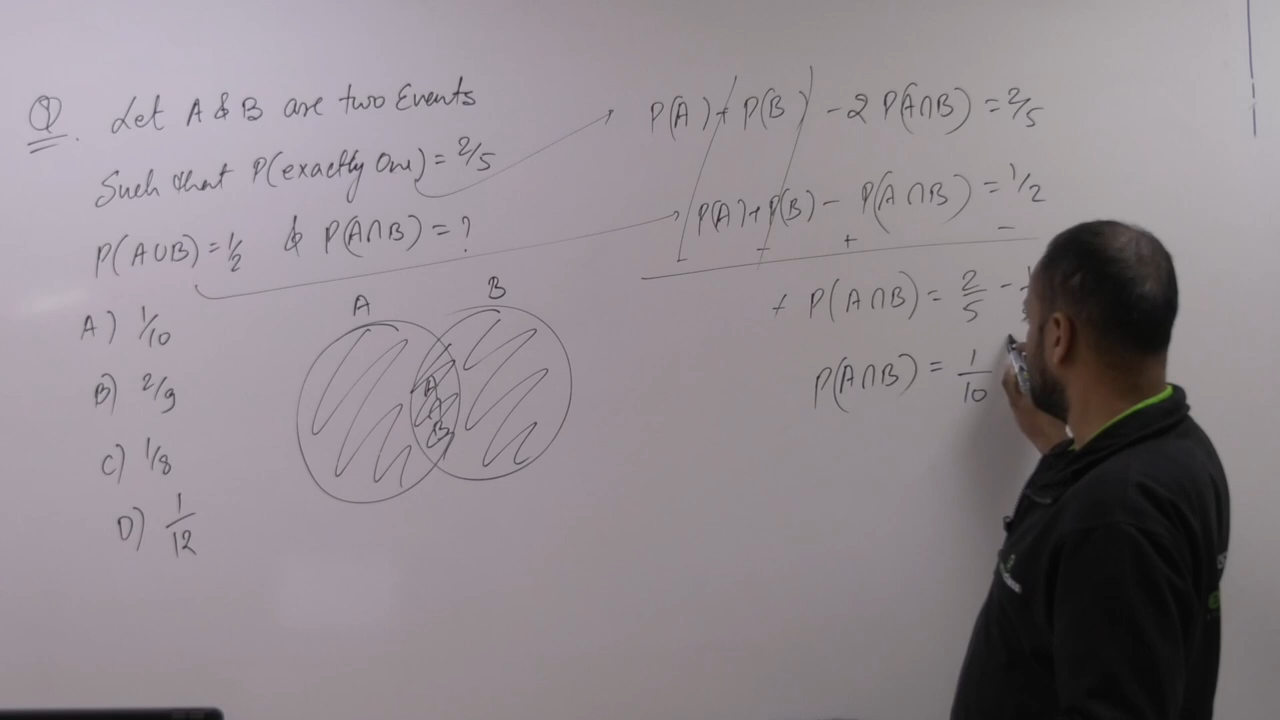 Q. Let A & B are two Events
Such that P(exactly One) = 2/5
P(A∪B) = 1/2 & P(A∩B) = ?
A) 1/10
B) 2/9
C) 1/8
D) 1/12
A
B
A∩B
P(A) + P(B) - 2 P(A∩B) = 2/5
P(A) + P(B) - P(A∩B) = 1/2
- - + -
+ P(A∩B) = 2/5 -
P(A∩B) = 1/10